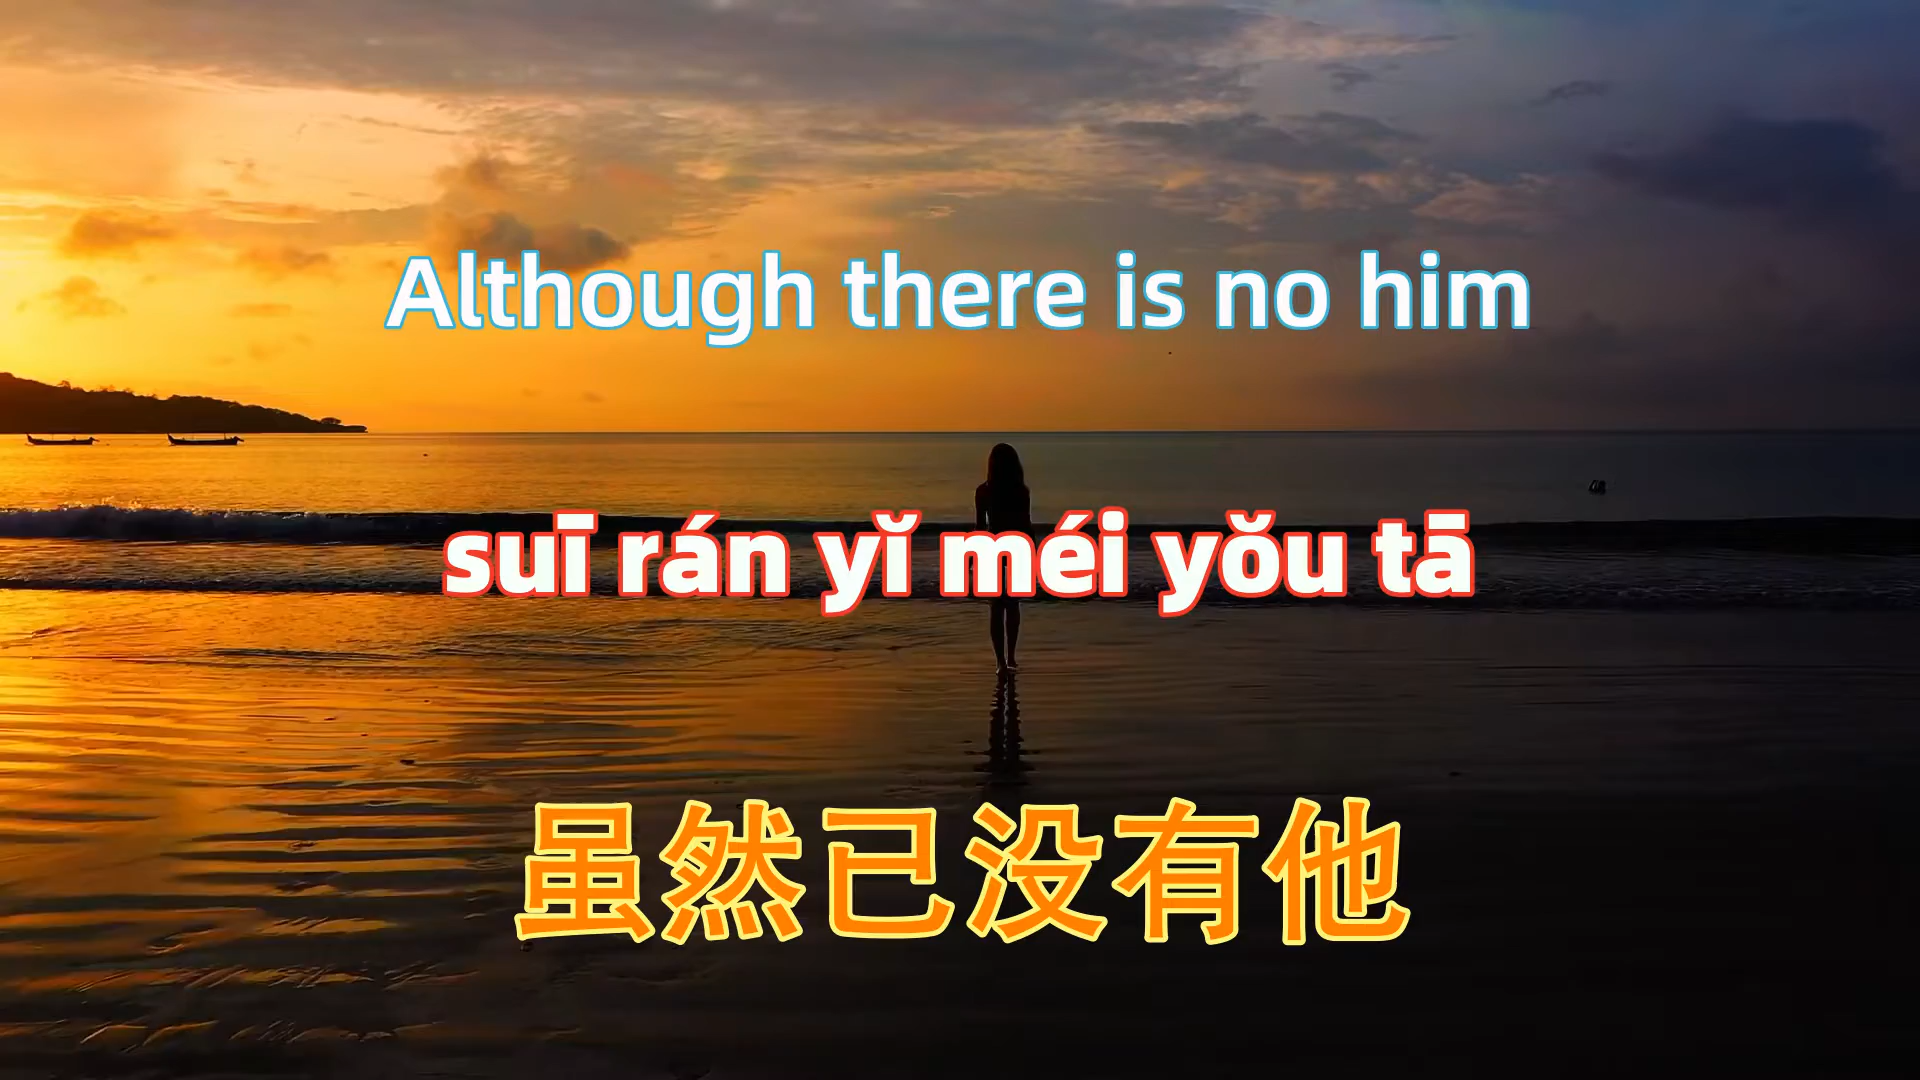 Although there is no him
suī rán yǐ méi yǒu tā
虽然已没有他